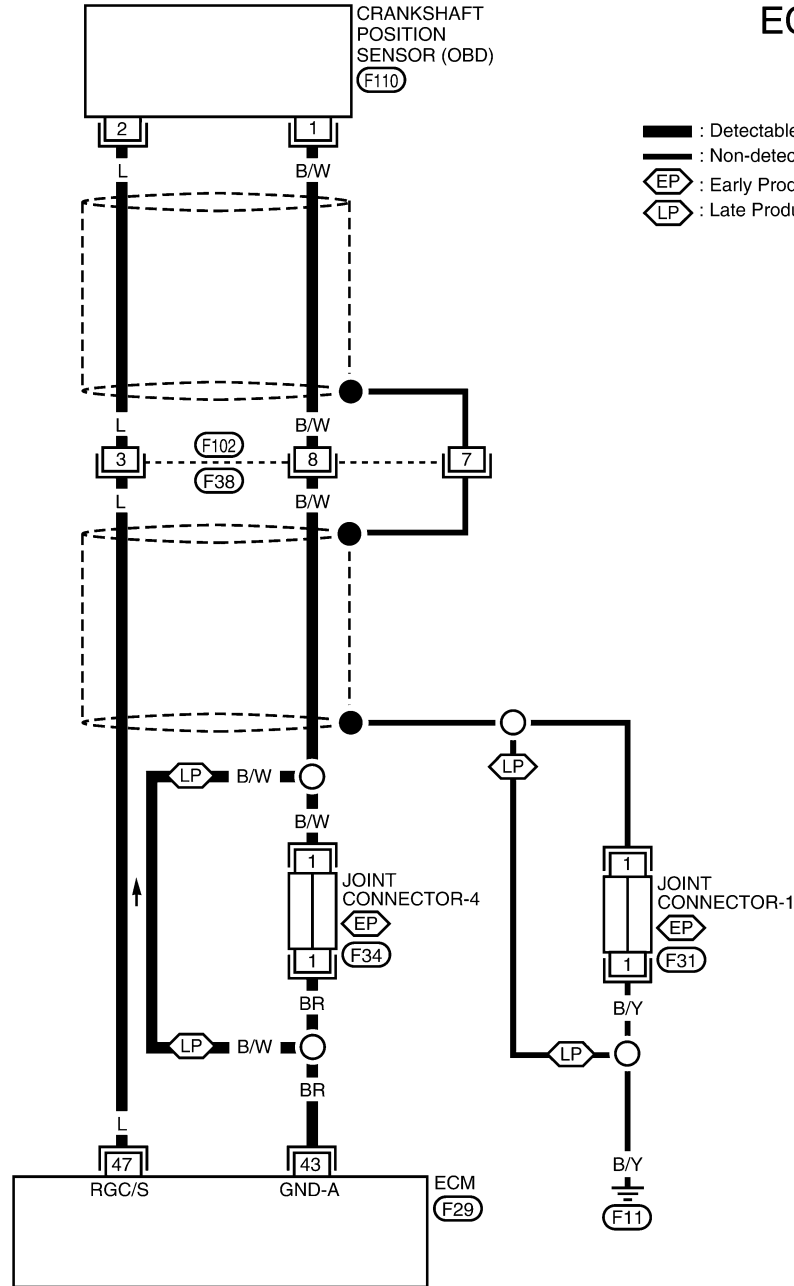 CRANKSHAFT
POSITION
SENSOR (OBD)
F110
2
1
L
B/W
EP
LP
: Detectable
: Non-detec
: Early Prod
: Late Produ
L
B/W
3
F102
F38
8
7
L
B/W
LP
B/W
LP
B/W
1
JOINT
CONNECTOR-4
EP
F34
1
BR
1
JOINT
CONNECTOR-1
EP
F31
1
B/Y
LP
B/W
LP
BR
L
B/Y
47
43
RGC/S
GND-A
ECM
F29
F11